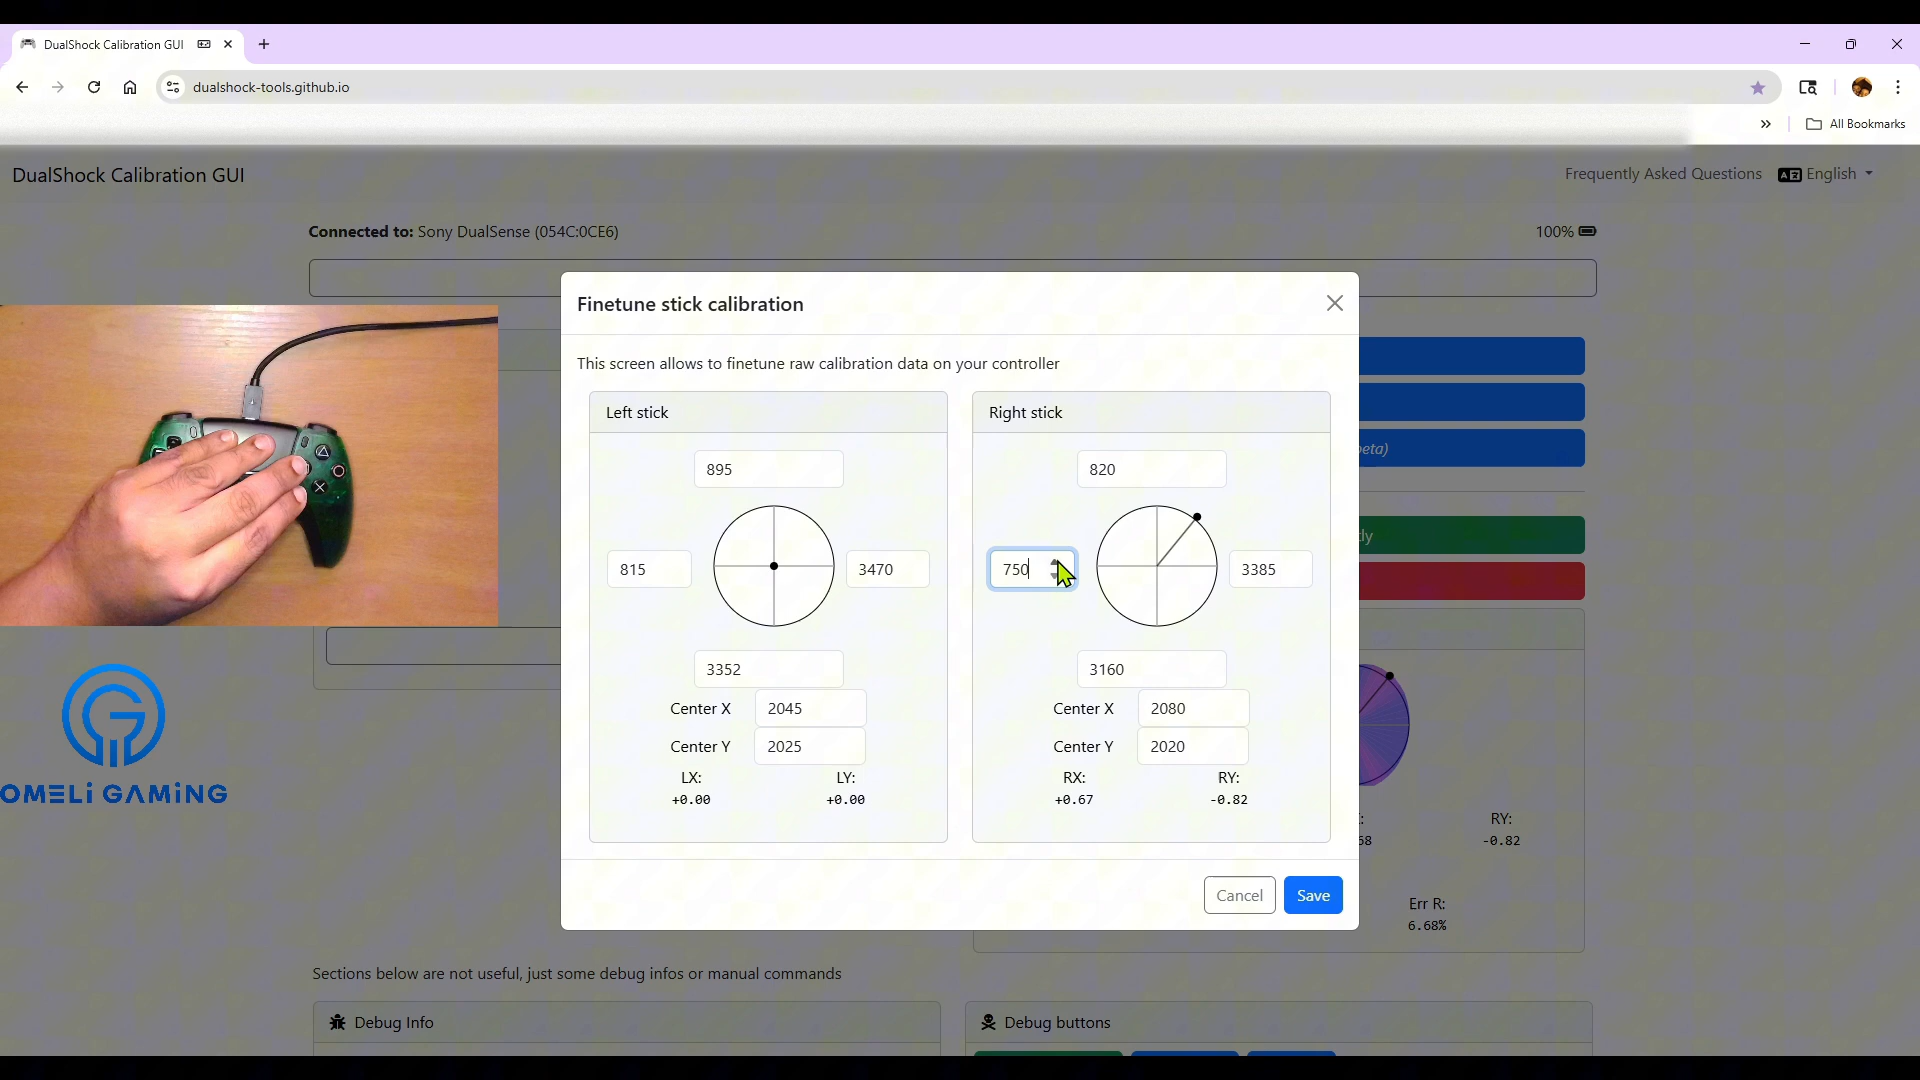 DualShock Calibration GUI
dualshock-tools.github.io
All Bookmarks
DualShock Calibration GUI
Frequently Asked Questions
English
Connected to: Sony DualSense (054C:0CE6)
100%
Finetune stick calibration
This screen allows to finetune raw calibration data on your controller
Left stick
Right stick
895
820
815
3470
750
3385
3352
3160
Center X 2045
Center X 2080
Center Y 2025
Center Y 2020
LX: LY:
+0.00 +0.00
RX: RY:
+0.67 -0.82
Cancel
Save
beta)
ly
RY:
68 -0.82
Err R:
6.68%
OMELi GAMiNG
Sections below are not useful, just some debug infos or manual commands
Debug Info
Debug buttons